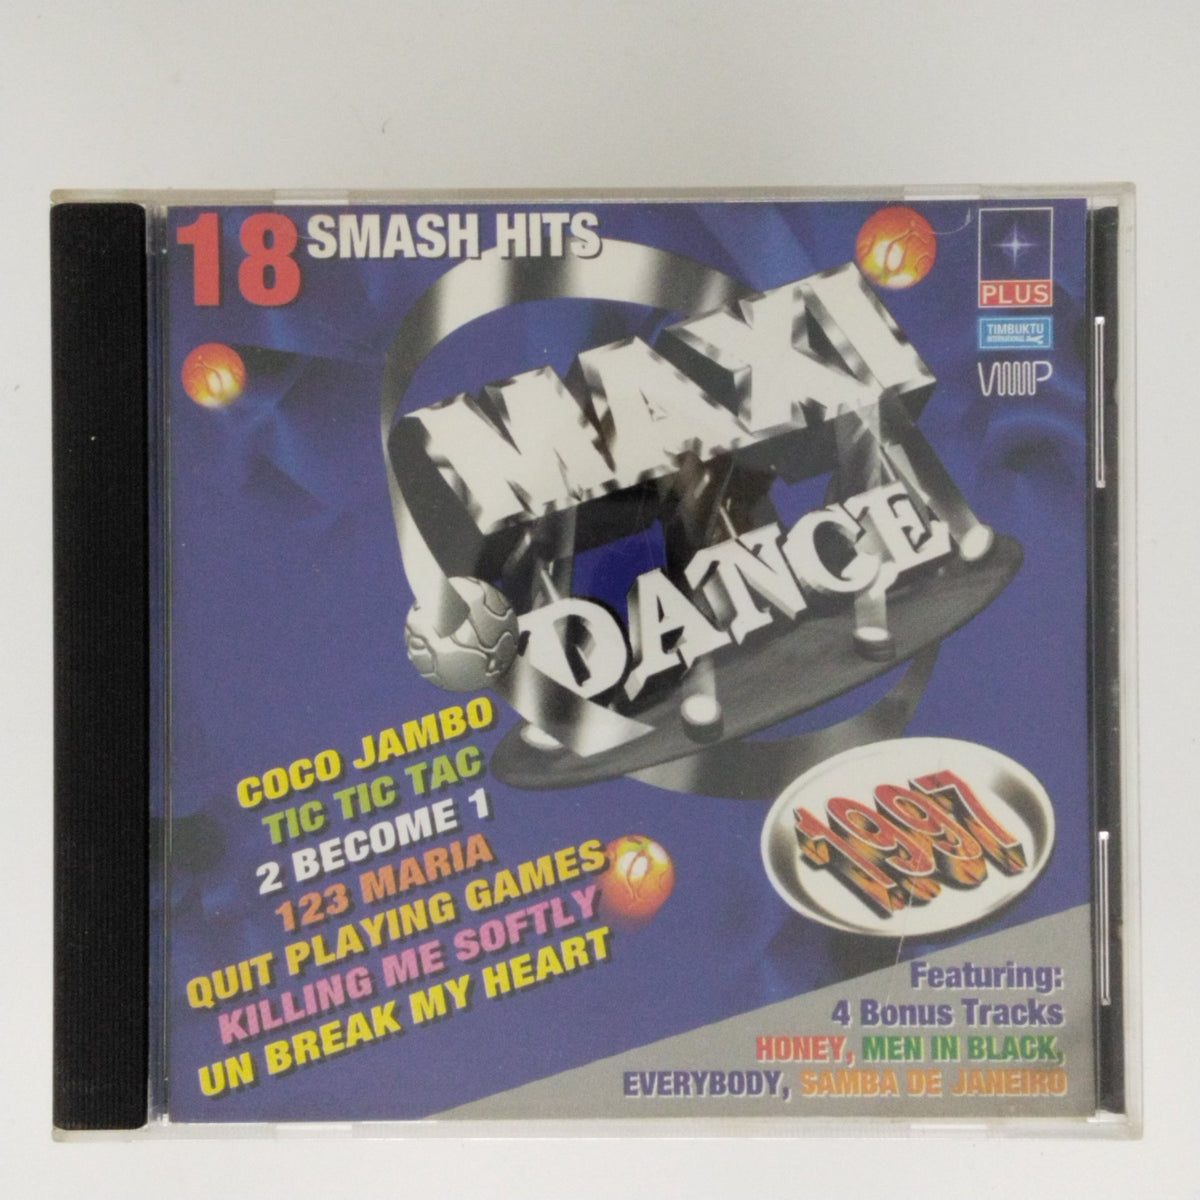 18 SMASH HITS
PLUS
TIMBUKTU
INTERNATIONAL
VMP
MAXI
DANCE
COCO JAMBO
TIC TIC TAC
2 BECOME 1
123 MARIA
QUIT PLAYING GAMES
KILLING ME SOFTLY
UN BREAK MY HEART
1997
Featuring:
4 Bonus Tracks
HONEY, MEN IN BLACK,
EVERYBODY, SAMBA DE JANEIRO